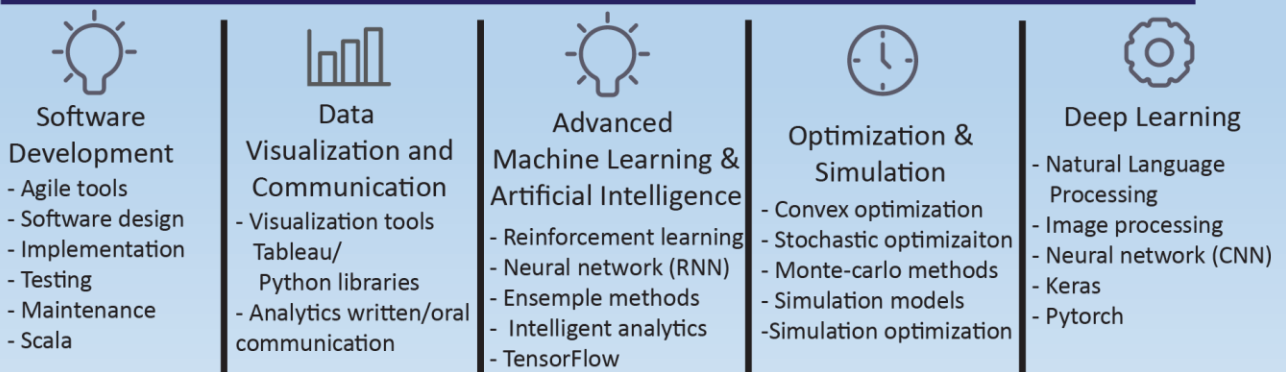 Software
Development
- Agile tools
- Software design
- Implementation
- Testing
- Maintenance
- Scala
Data
Visualization and
Communication
- Visualization tools
Tableau/
Python libraries
- Analytics written/oral
communication
Advanced
Machine Learning &
Artificial Intelligence
- Reinforcement learning
- Neural network (RNN)
- Ensemple methods
- Intelligent analytics
- TensorFlow
Optimization &
Simulation
- Convex optimization
- Stochastic optimizaiton
- Monte-carlo methods
- Simulation models
-Simulation optimization
Deep Learning
- Natural Language
Processing
- Image processing
- Neural network (CNN)
- Keras
- Pytorch